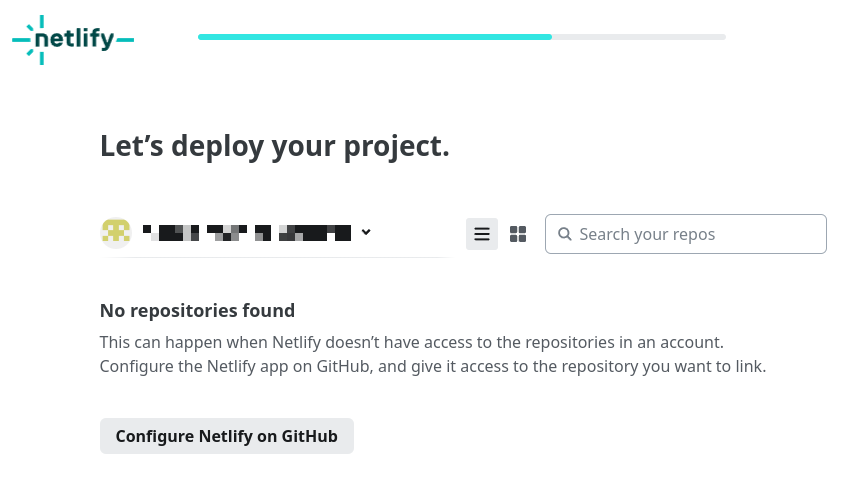 netlify
Let’s deploy your project.
Search your repos
No repositories found
This can happen when Netlify doesn’t have access to the repositories in an account.
Configure the Netlify app on GitHub, and give it access to the repository you want to link.
Configure Netlify on GitHub